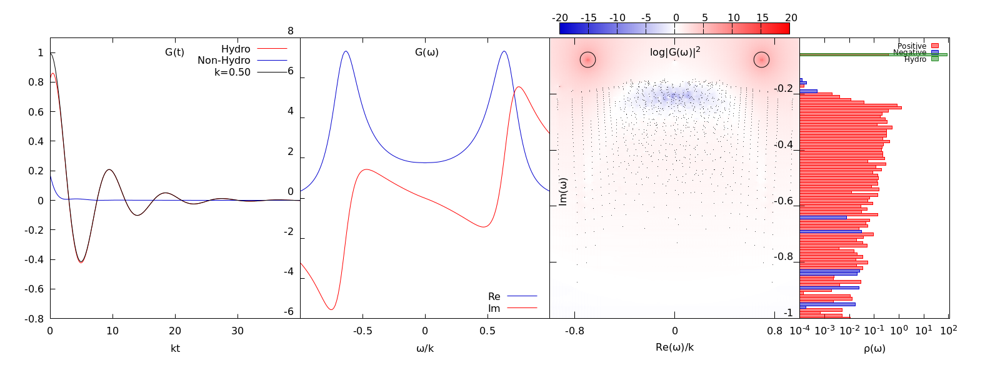 -20 -15 -10 -5 0 5 10 15 20
G(t)
Hydro
Non-Hydro
k=0.50
1
0.8
0.6
0.4
0.2
0
-0.2
-0.4
-0.6
-0.8
0 10 20 30
kt
G(ω)
8
6
4
2
0
-2
-4
-6
Re
Im
-0.5 0 0.5
ω/k
log|G(ω)|²
Im(ω)
-0.2
-0.4
-0.6
-0.8
-1
-0.8 0 0.8
Re(ω)/k
Positive
Negative
Hydro
10⁻⁴ 10⁻³ 10⁻² 10⁻¹ 10⁰ 10¹ 10²
ρ(ω)